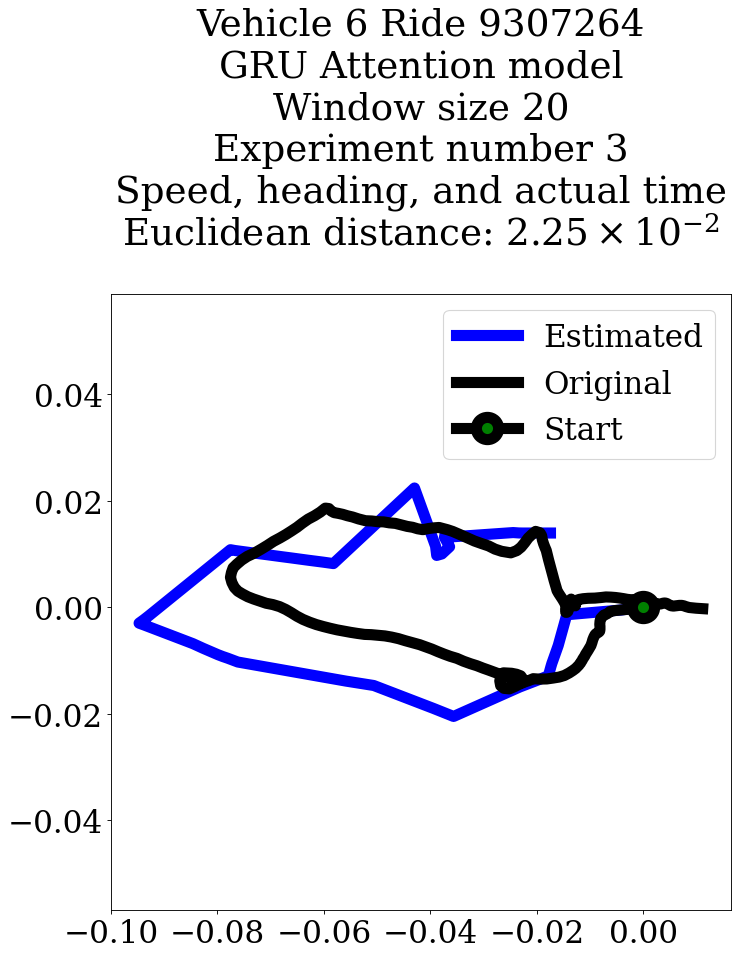 Vehicle 6 Ride 9307264
GRU Attention model
Window size 20
Experiment number 3
Speed, heading, and actual time
Euclidean distance: 2.25 × 10⁻²
Estimated
Original
Start
0.04
0.02
0.00
−0.02
−0.04
−0.10 −0.08 −0.06 −0.04 −0.02 0.00